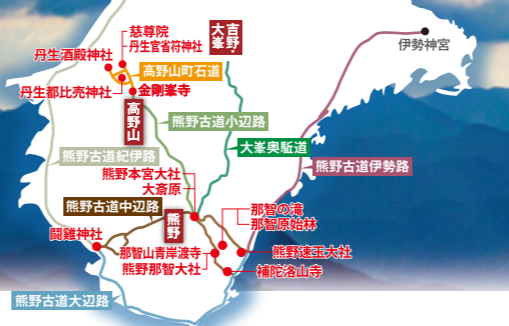 吉野・
大峯
伊勢神宮
慈尊院
丹生官省符神社
丹生酒殿神社
高野山町石道
丹生都比売神社
金剛峯寺
高野山
熊野古道小辺路
大峯奥駈道
熊野古道紀伊路
熊野古道伊勢路
熊野本宮大社
大斎原
熊野古道中辺路
熊野
那智の滝
那智原始林
闘雞神社
那智山青岸渡寺
熊野那智大社
熊野速玉大社
補陀洛山寺
熊野古道大辺路